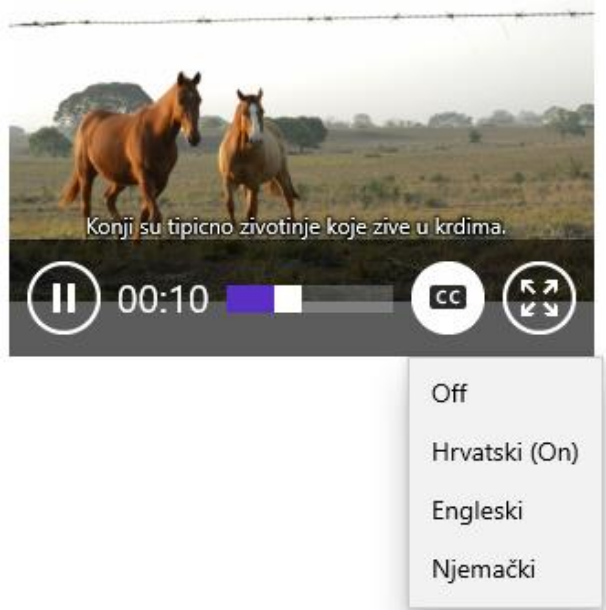 Konji su tipicno zivotinje koje zive u krdima.
00:10
CC
Off
Hrvatski (On)
Engleski
Njemački